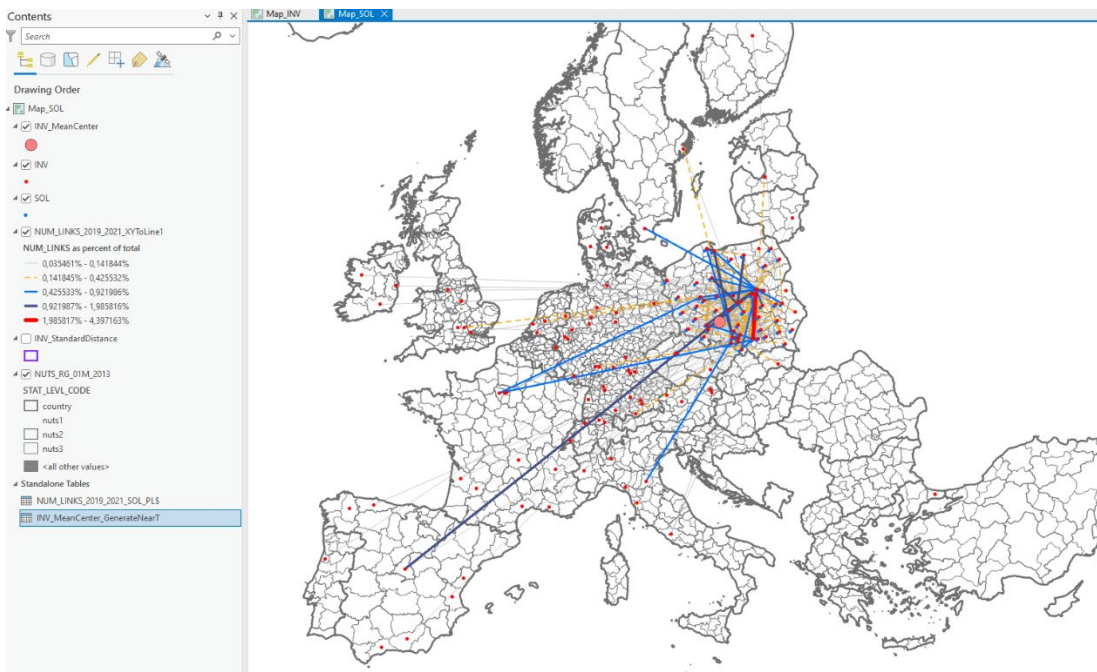 Contents
Map_INV
Map_SOL
Search
Drawing Order
Map_SOL
INV_MeanCenter
INV
SOL
NUM_LINKS_2019_2021_XYToLine1
NUM_LINKS as percent of total
0,035461% - 0,141844%
0,141845% - 0,425532%
0,425533% - 0,921986%
0,921987% - 1,985816%
1,985817% - 4,397163%
INV_StandardDistance
NUTS_RG_01M_2013
STAT_LEVL_CODE
country
nuts1
nuts2
nuts3
<all other values>
Standalone Tables
NUM_LINKS_2019_2021_SOL_PL$
INV_MeanCenter_GenerateNearT